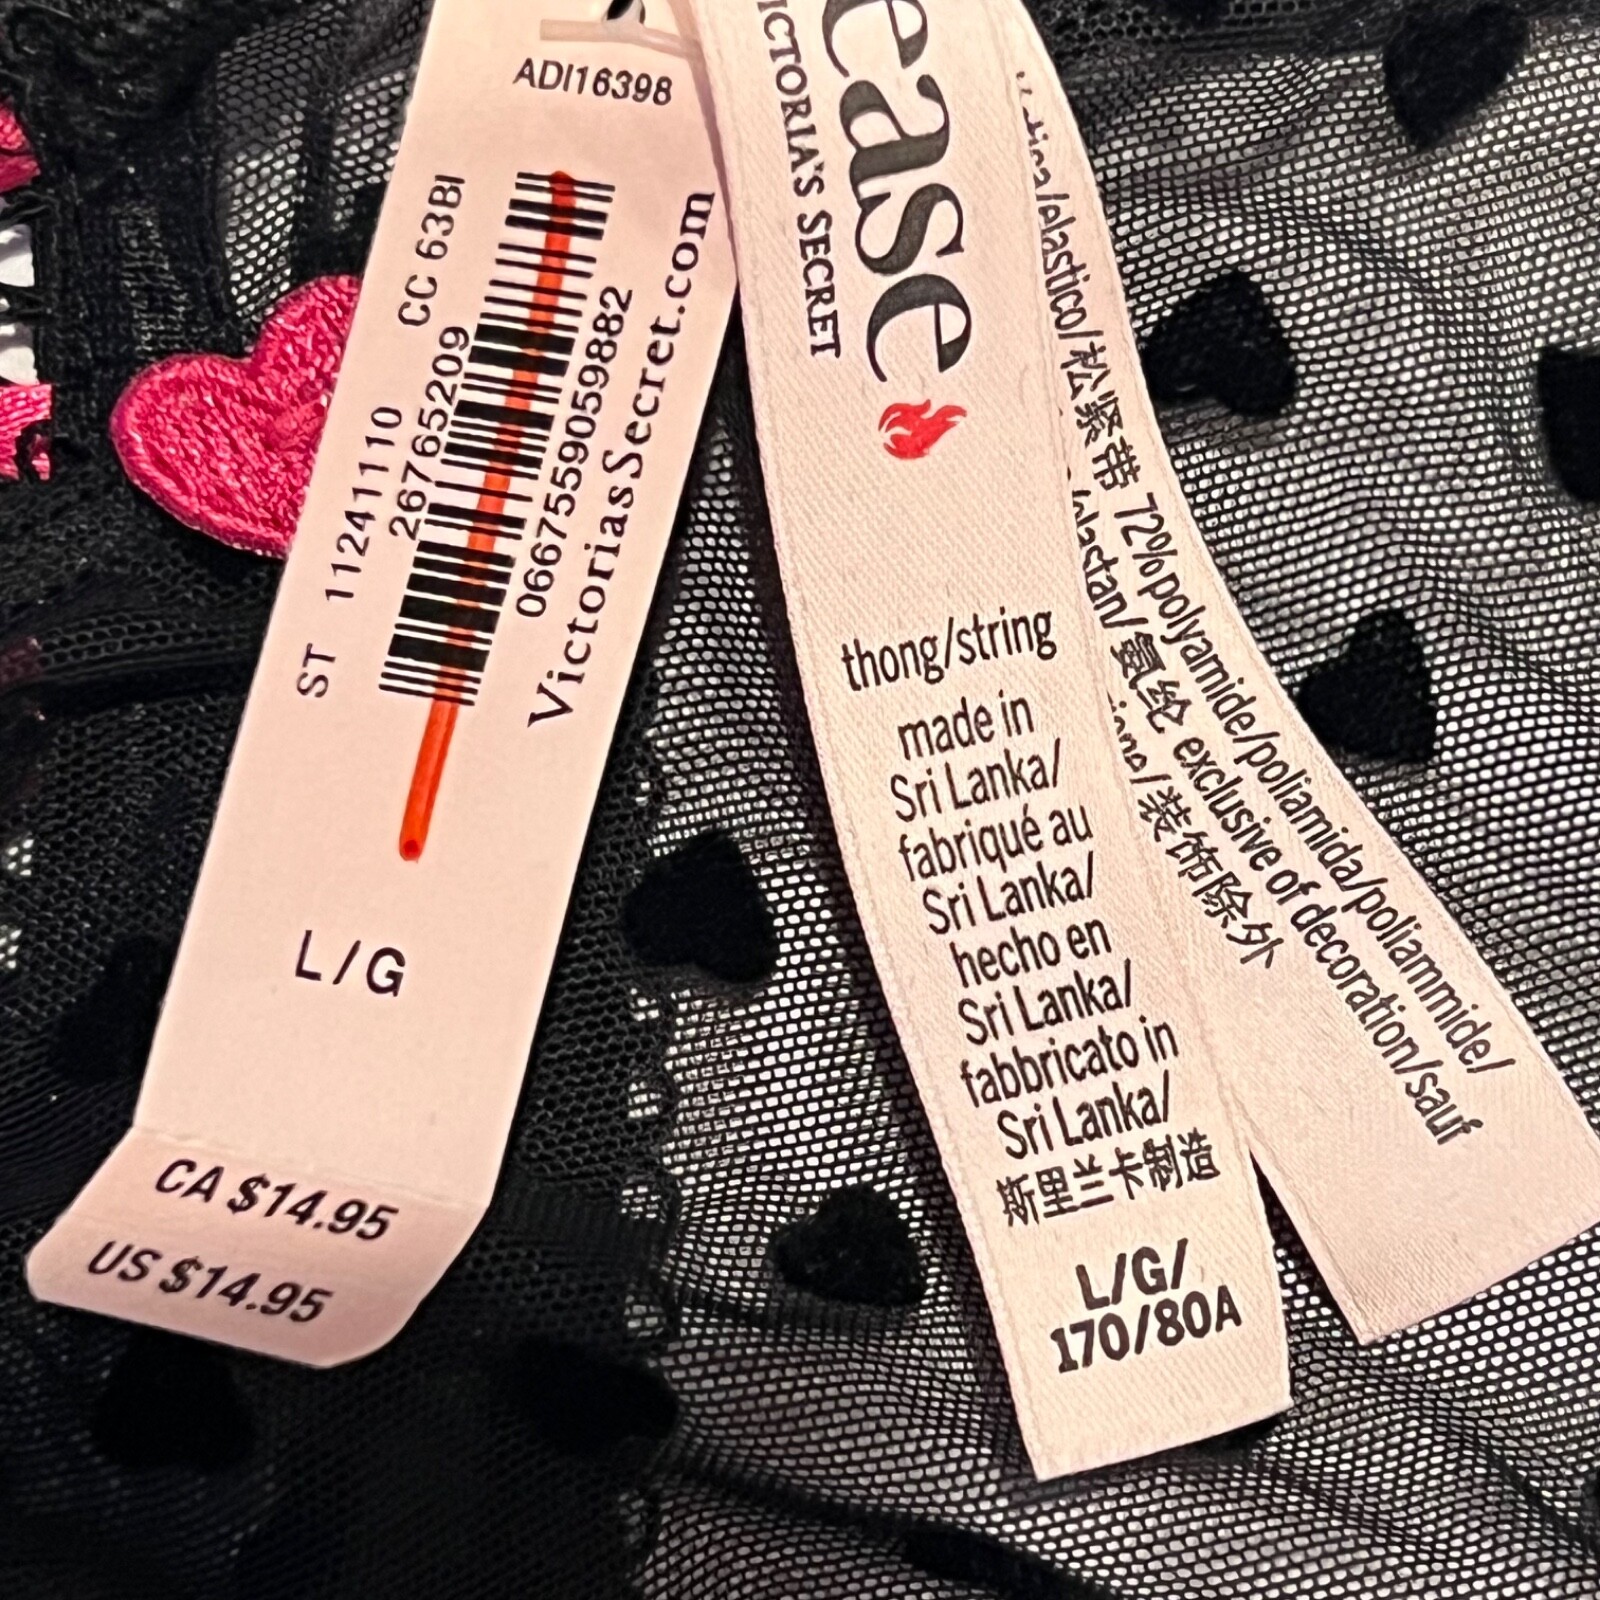 ADI16398
ST 11241110 CC 63BI
26765209
0667559059882
VictoriasSecret.com
L/G
CA $14.95
US $14.95
ease
VICTORIA'S SECRET
thong/string
made in
Sri Lanka/
fabriqué au
Sri Lanka/
hecho en
Sri Lanka/
fabbricato in
Sri Lanka/
斯里兰卡制造
L/G/
170/80A
/elastico/松紧带
72%polyamide/poliamida/poliammide/
/氨纶 exclusive of decoration/sauf
/装饰除外